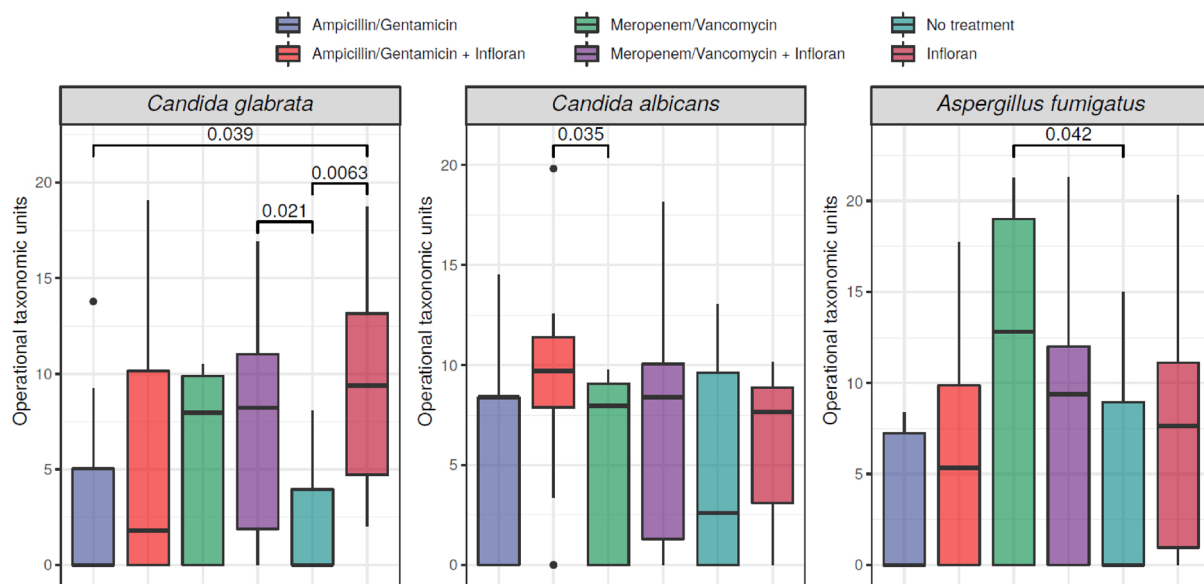 Ampicillin/Gentamicin
Meropenem/Vancomycin
No treatment
Ampicillin/Gentamicin + Infloran
Meropenem/Vancomycin + Infloran
Infloran
Candida glabrata
Candida albicans
Aspergillus fumigatus
Operational taxonomic units
0.039
0.0063
0.021
20
15
10
5
0
Operational taxonomic units
0.035
20
15
10
5
0
Operational taxonomic units
0.042
20
15
10
5
0